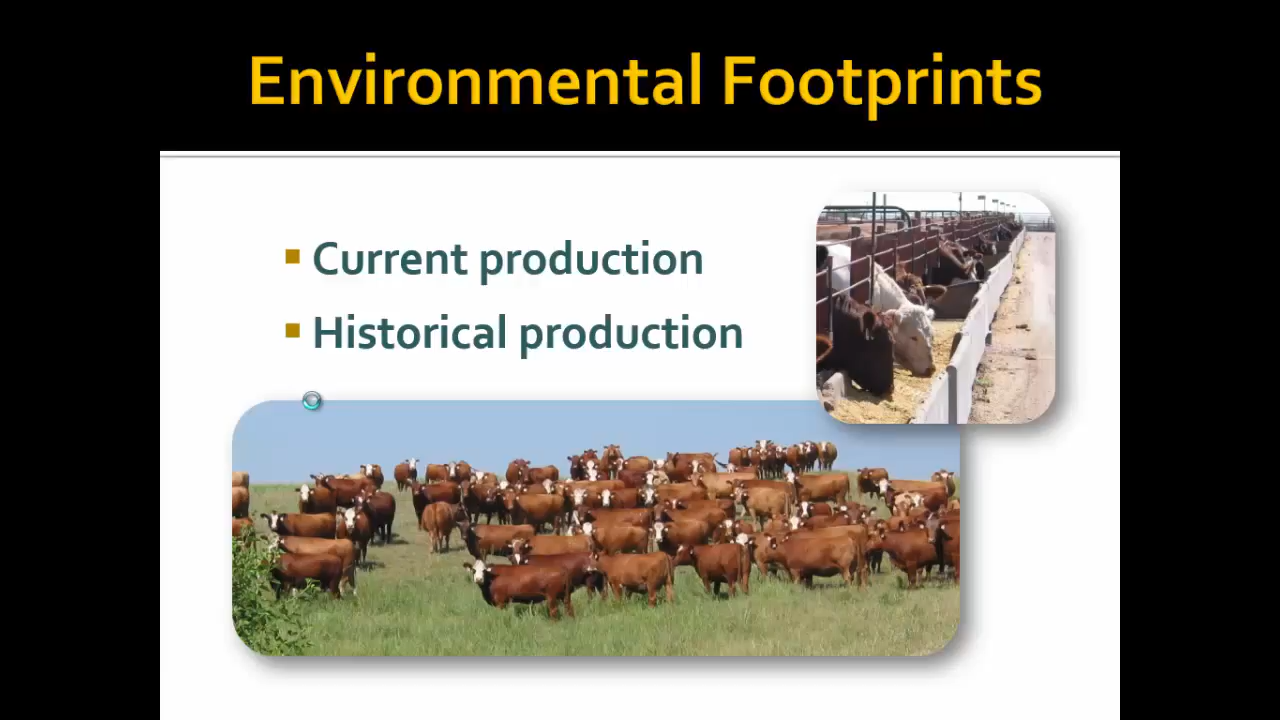 Environmental Footprints
Current production
Historical production